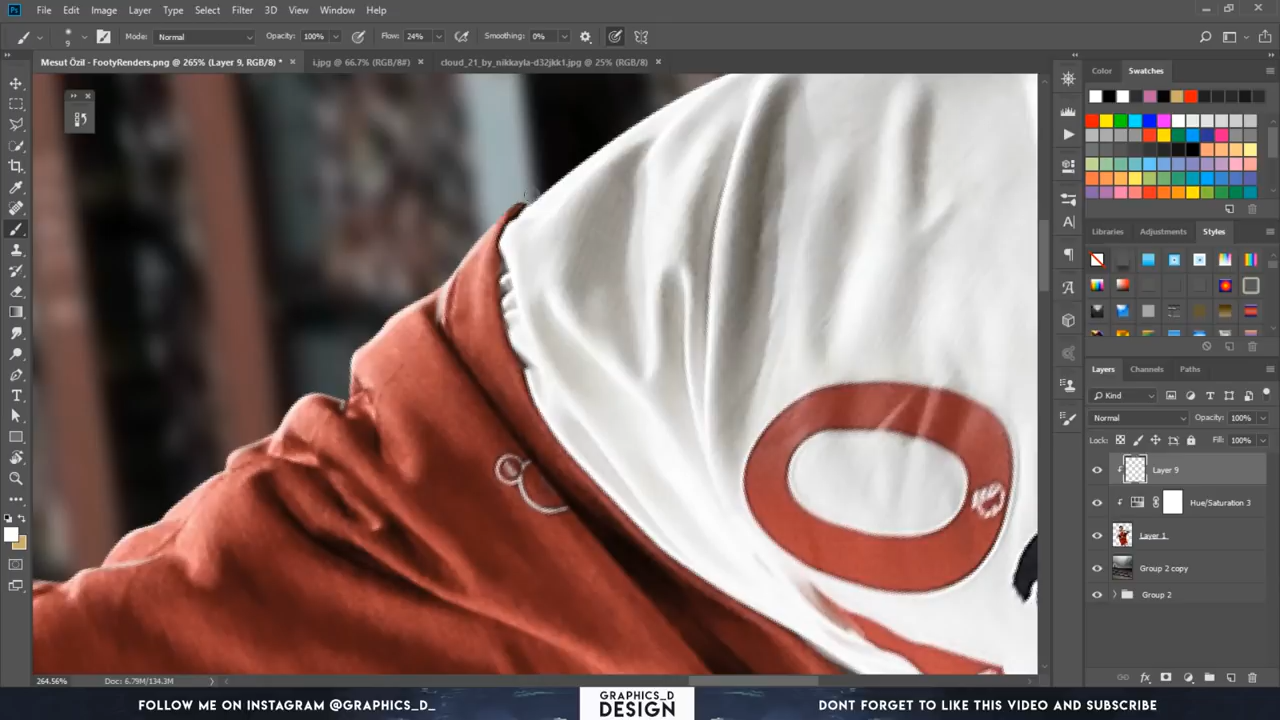 Ps File Edit Image Layer Type Select Filter 3D View Window Help
9 Mode: Normal Opacity: 100% Flow: 24% Smoothing: 0%
Mesut Özil - FootyRenders.png @ 265% (Layer 9, RGB/8) * × i.jpg @ 66.7% (RGB/8#) × cloud_21_by_nikkayla-d32jkk1.jpg @ 25% (RGB/8) ×
Color Swatches
Libraries Adjustments Styles
Layers Channels Paths
Kind
Normal Opacity: 100%
Lock: Fill: 100%
Layer 9
Hue/Saturation 3
Layer 1
Group 2 copy
Group 2
264.56% Doc: 6.79M/134.3M
FOLLOW ME ON INSTAGRAM @GRAPHICS_D_
GRAPHICS_D
DESIGN
DONT FORGET TO LIKE THIS VIDEO AND SUBSCRIBE